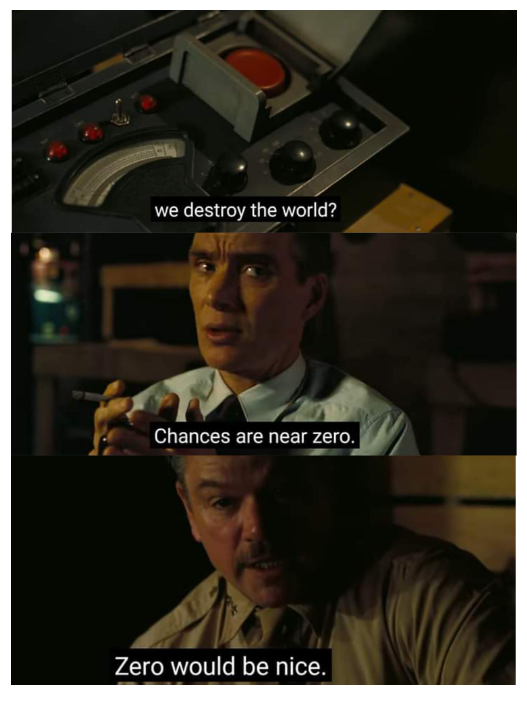 we destroy the world?
Chances are near zero.
Zero would be nice.